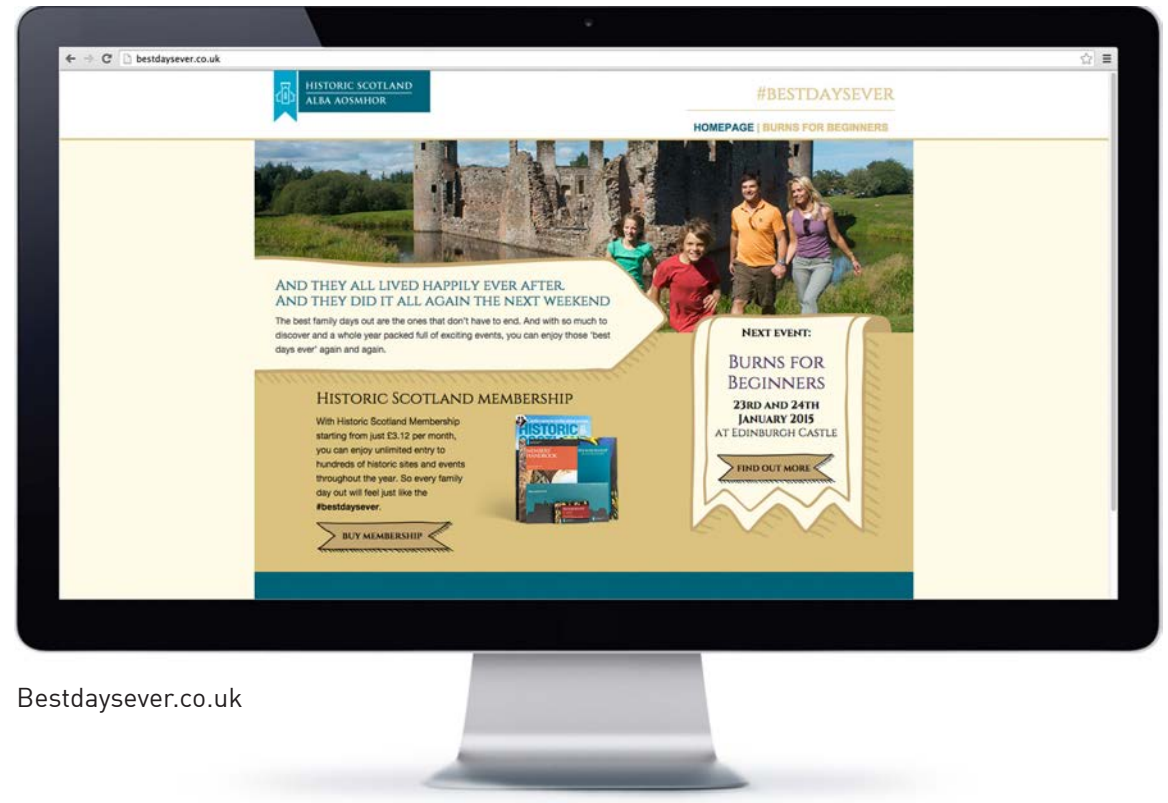 bestdaysever.co.uk
HISTORIC SCOTLAND
ALBA AOSMHOR
#BESTDAYSEVER
HOMEPAGE | BURNS FOR BEGINNERS
AND THEY ALL LIVED HAPPILY EVER AFTER.
AND THEY DID IT ALL AGAIN THE NEXT WEEKEND
The best family days out are the ones that don't have to end. And with so much to
discover and a whole year packed full of exciting events, you can enjoy those 'best
days ever' again and again.
HISTORIC SCOTLAND MEMBERSHIP
With Historic Scotland Membership
starting from just £3.12 per month,
you can enjoy unlimited entry to
hundreds of historic sites and events
throughout the year. So every family
day out will feel just like the
#bestdaysever.
BUY MEMBERSHIP
HISTORIC
HANDBOOK
NEXT EVENT:
BURNS FOR
BEGINNERS
23RD AND 24TH
JANUARY 2015
AT EDINBURGH CASTLE
FIND OUT MORE
Bestdaysever.co.uk